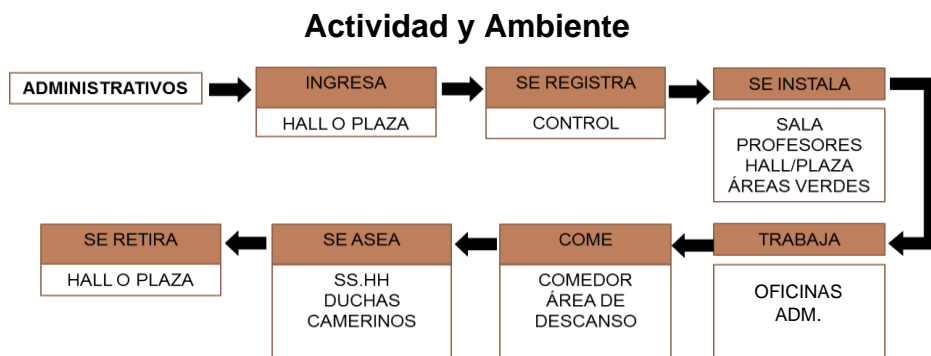 Actividad y Ambiente
ADMINISTRATIVOS
INGRESA
HALL O PLAZA
SE REGISTRA
CONTROL
SE INSTALA
SALA
PROFESORES
HALL/PLAZA
ÁREAS VERDES
TRABAJA
OFICINAS
ADM.
COME
COMEDOR
ÁREA DE
DESCANSO
SE ASEA
SS.HH
DUCHAS
CAMERINOS
SE RETIRA
HALL O PLAZA